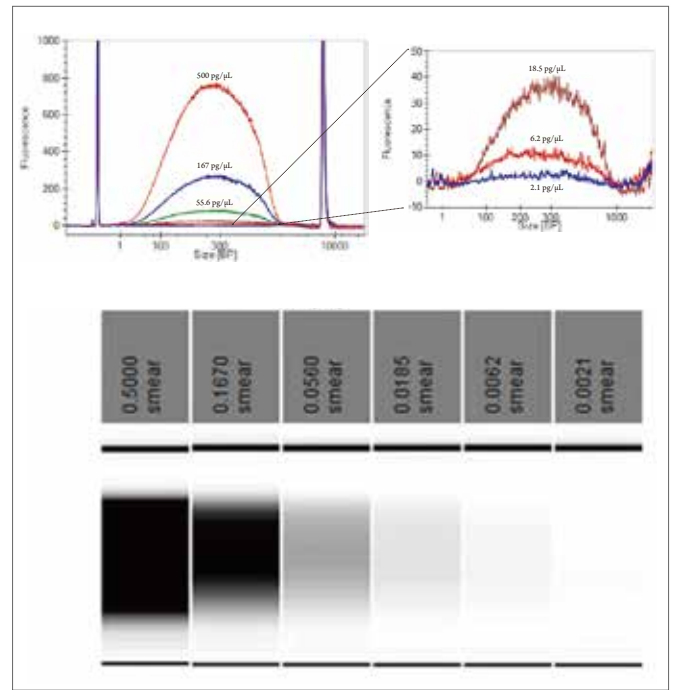 1000
800
600
400
200
0
Fluorescence
500 pg/µL
167 pg/µL
55.6 pg/µL
1
100
300
10000
Size [BP]
50
40
30
20
10
0
-10
Fluorescence
18.5 pg/µL
6.2 pg/µL
2.1 pg/µL
1
100
200
300
1000
Size [BP]
0.5000
smear
0.1670
smear
0.0560
smear
0.0185
smear
0.0062
smear
0.0021
smear